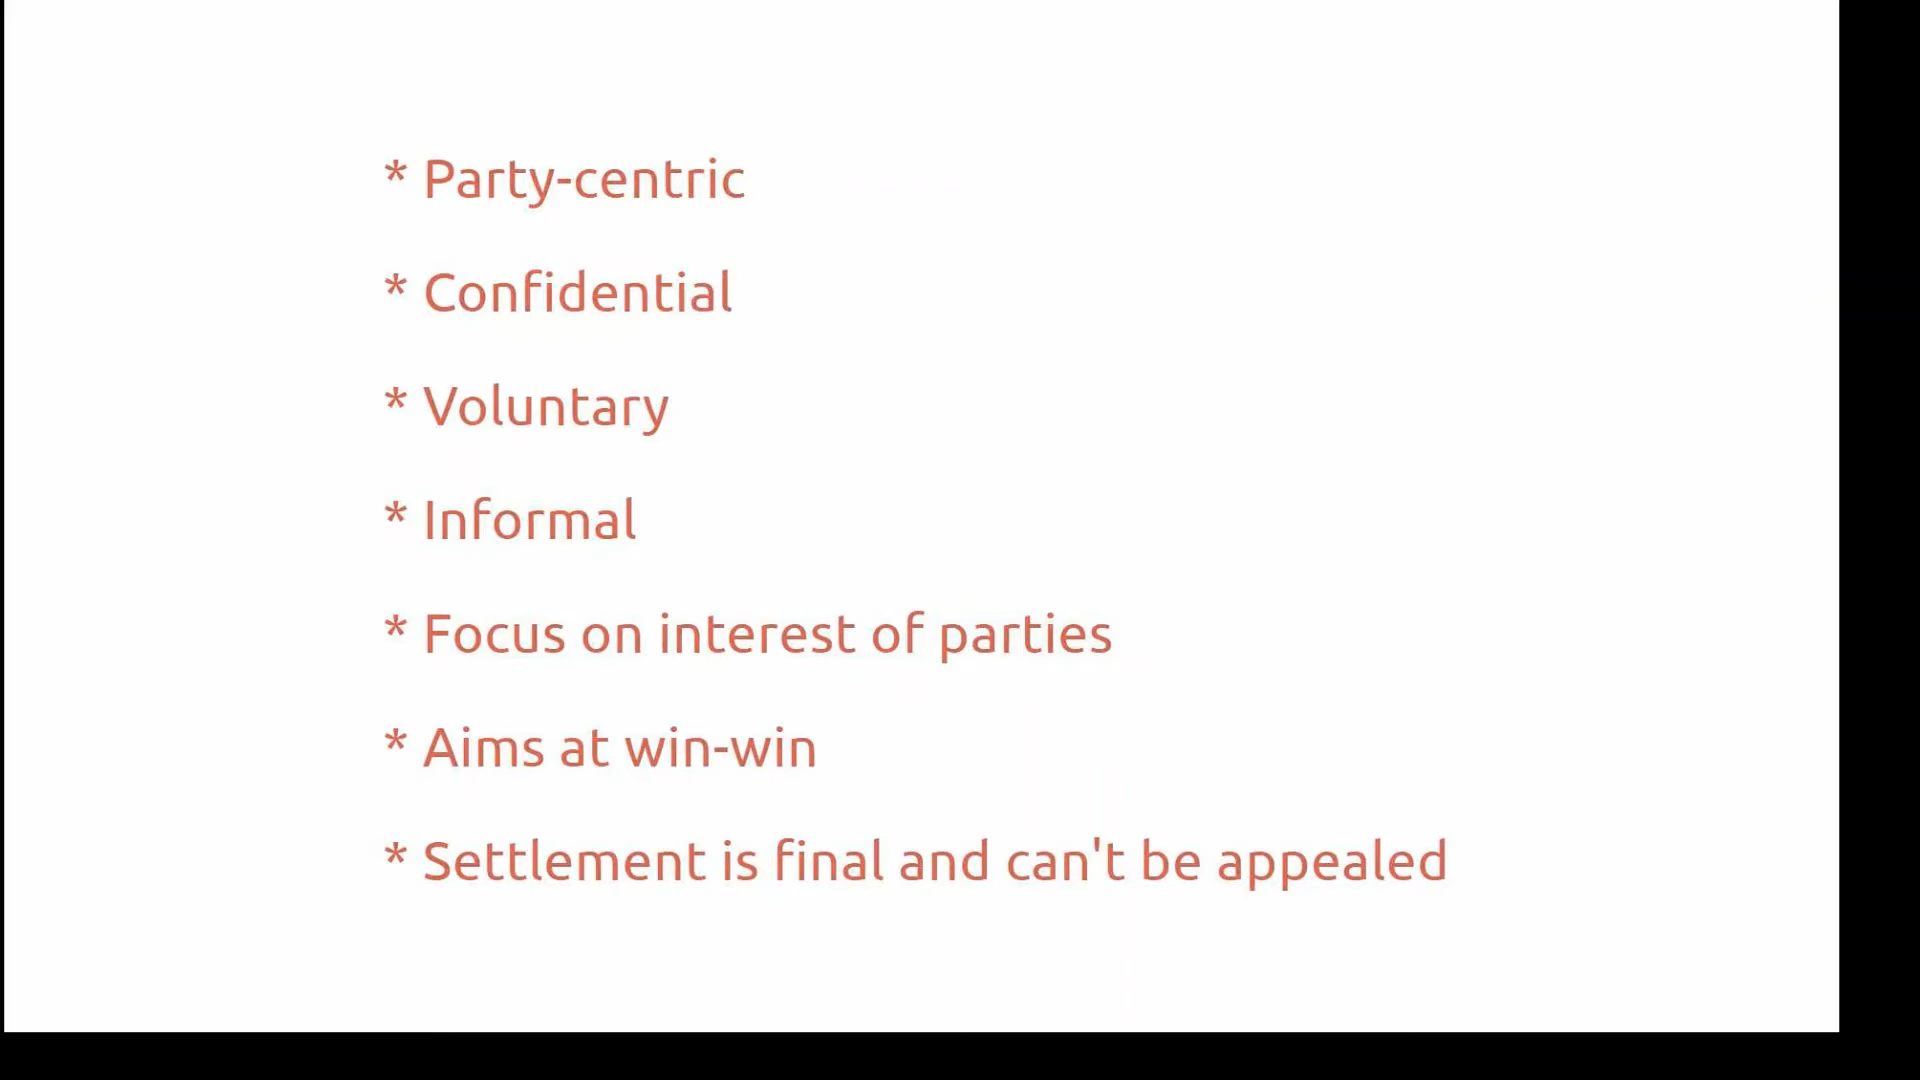 * Party-centric
* Confidential
* Voluntary
* Informal
* Focus on interest of parties
* Aims at win-win
* Settlement is final and can't be appealed